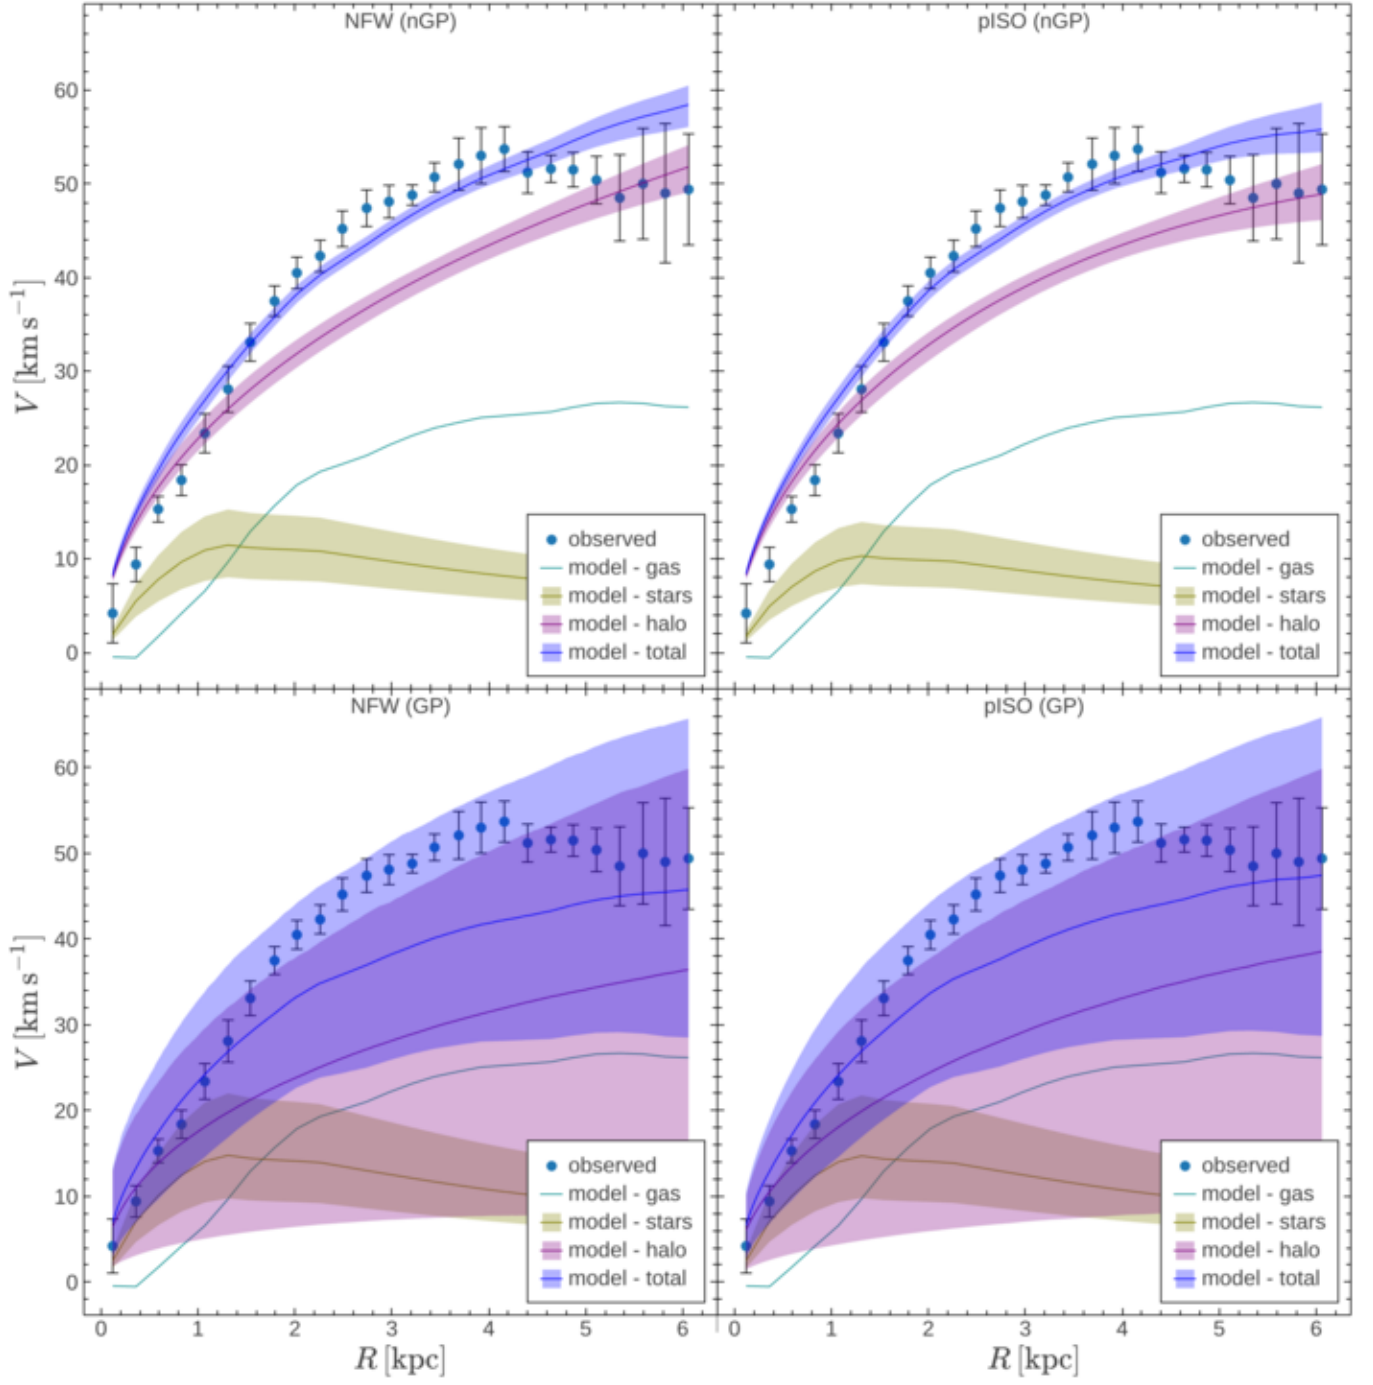 NFW (nGP)
pISO (nGP)
60
50
40
30
20
10
0
V [km s⁻¹]
observed
model - gas
model - stars
model - halo
model - total
observed
model - gas
model - stars
model - halo
model - total
NFW (GP)
pISO (GP)
60
50
40
30
20
10
0
V [km s⁻¹]
observed
model - gas
model - stars
model - halo
model - total
observed
model - gas
model - stars
model - halo
model - total
0 1 2 3 4 5 6
0 1 2 3 4 5 6
R [kpc]
R [kpc]